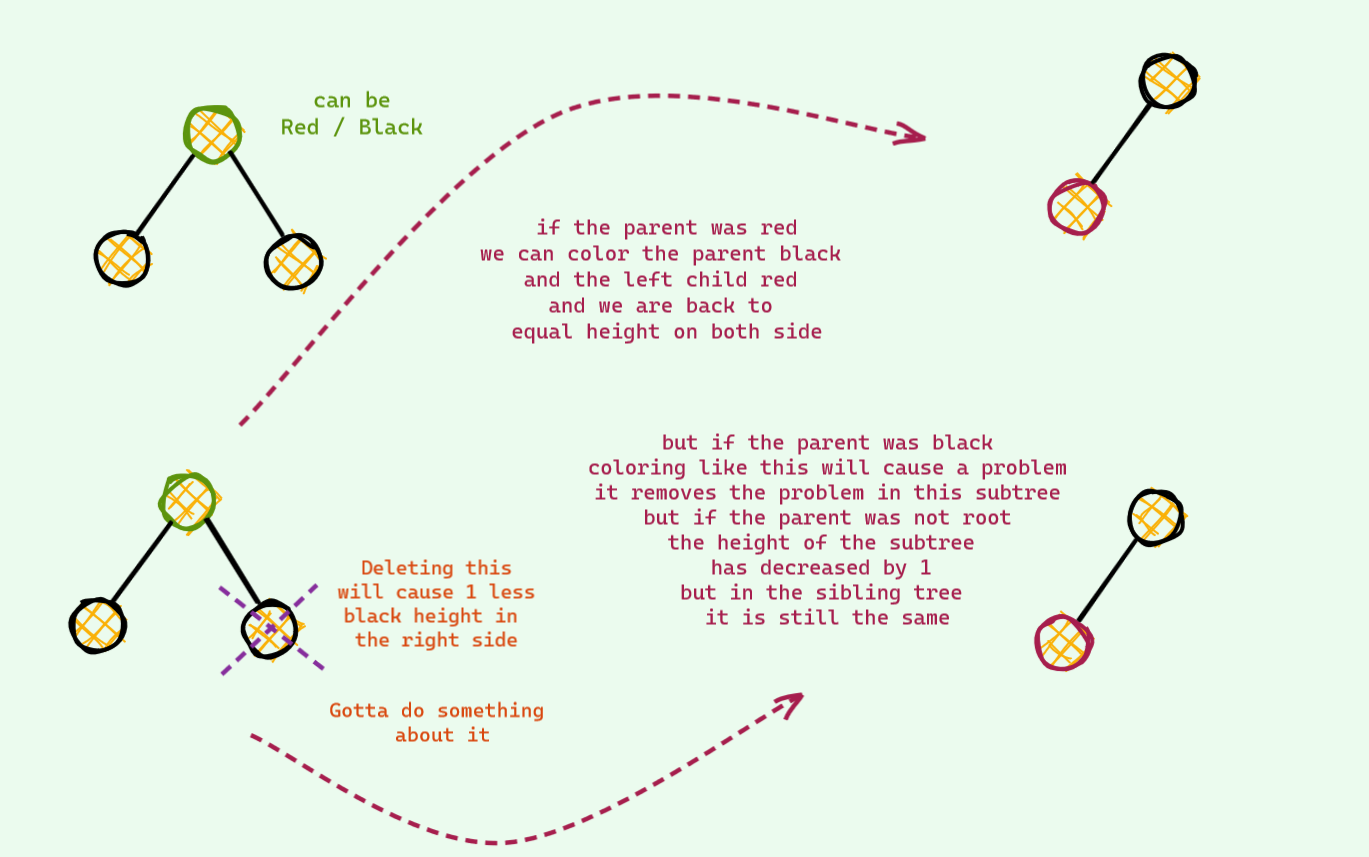 can be
Red / Black
if the parent was red
we can color the parent black
and the left child red
and we are back to
equal height on both side
but if the parent was black
coloring like this will cause a problem
it removes the problem in this subtree
but if the parent was not root
the height of the subtree
has decreased by 1
but in the sibling tree
it is still the same
Deleting this
will cause 1 less
black height in
the right side
Gotta do something
about it